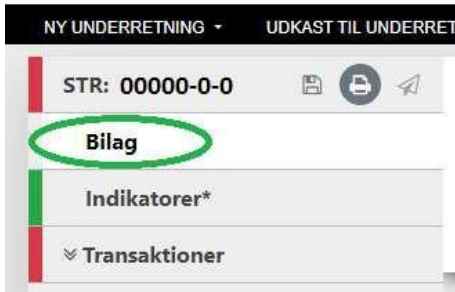 NY UNDERRETNING UDKAST TIL UNDERRET
STR: 00000-0-0
Bilag
Indikatorer*
Transaktioner